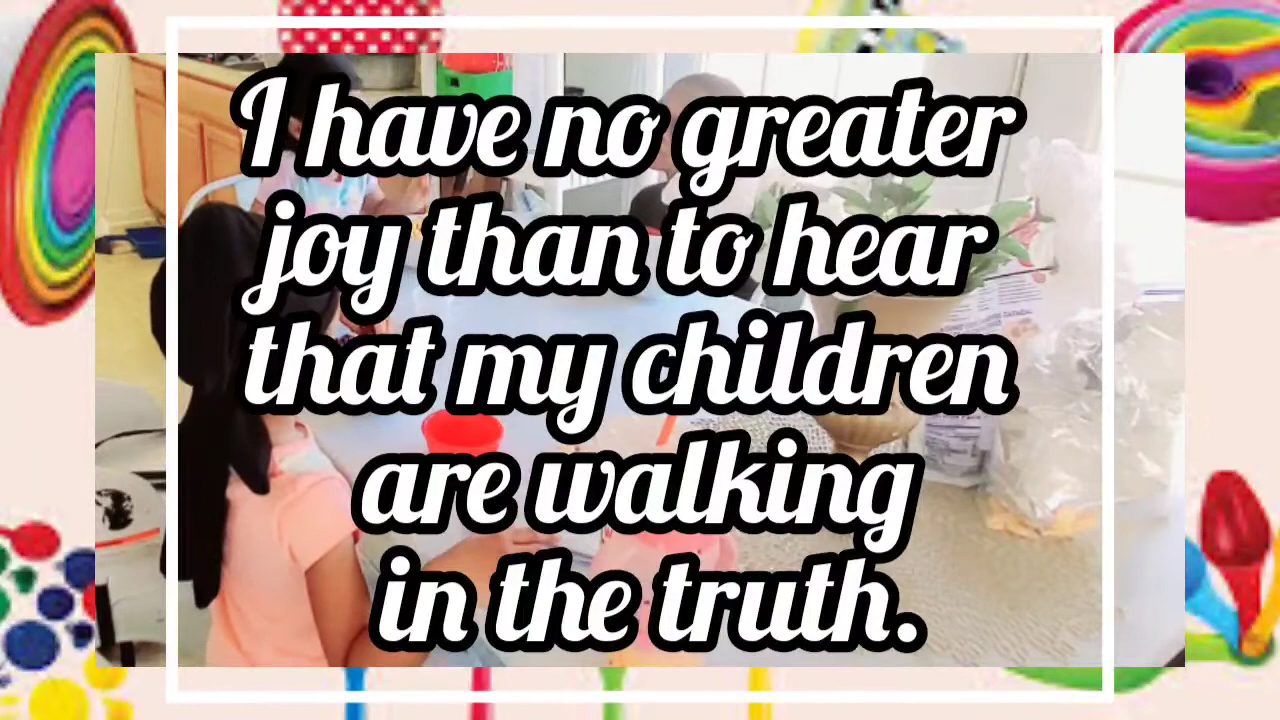 I have no greater
joy than to hear
that my children
are walking
in the truth.